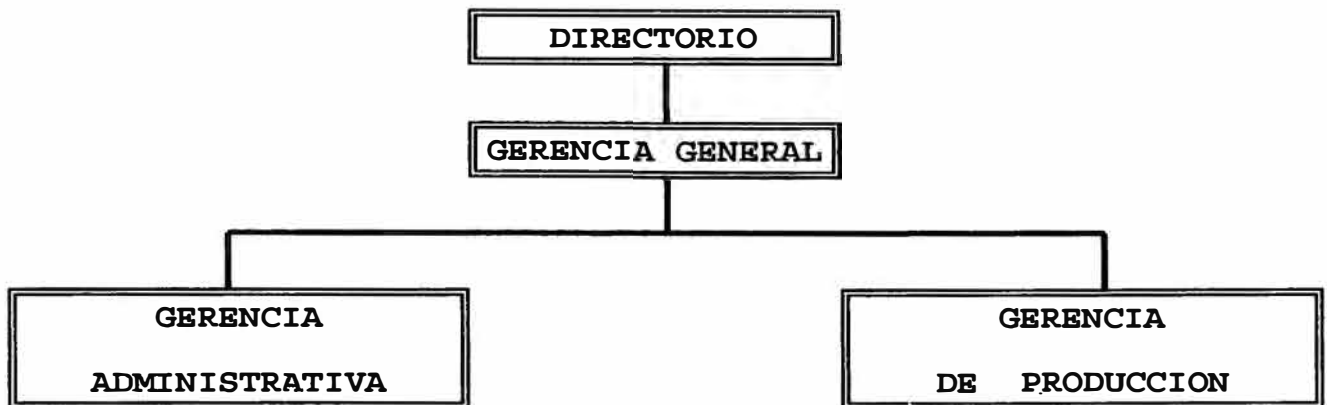 DIRECTORIO
GERENCIA GENERAL
GERENCIA
ADMINISTRATIVA
GERENCIA
DE PRODUCCION